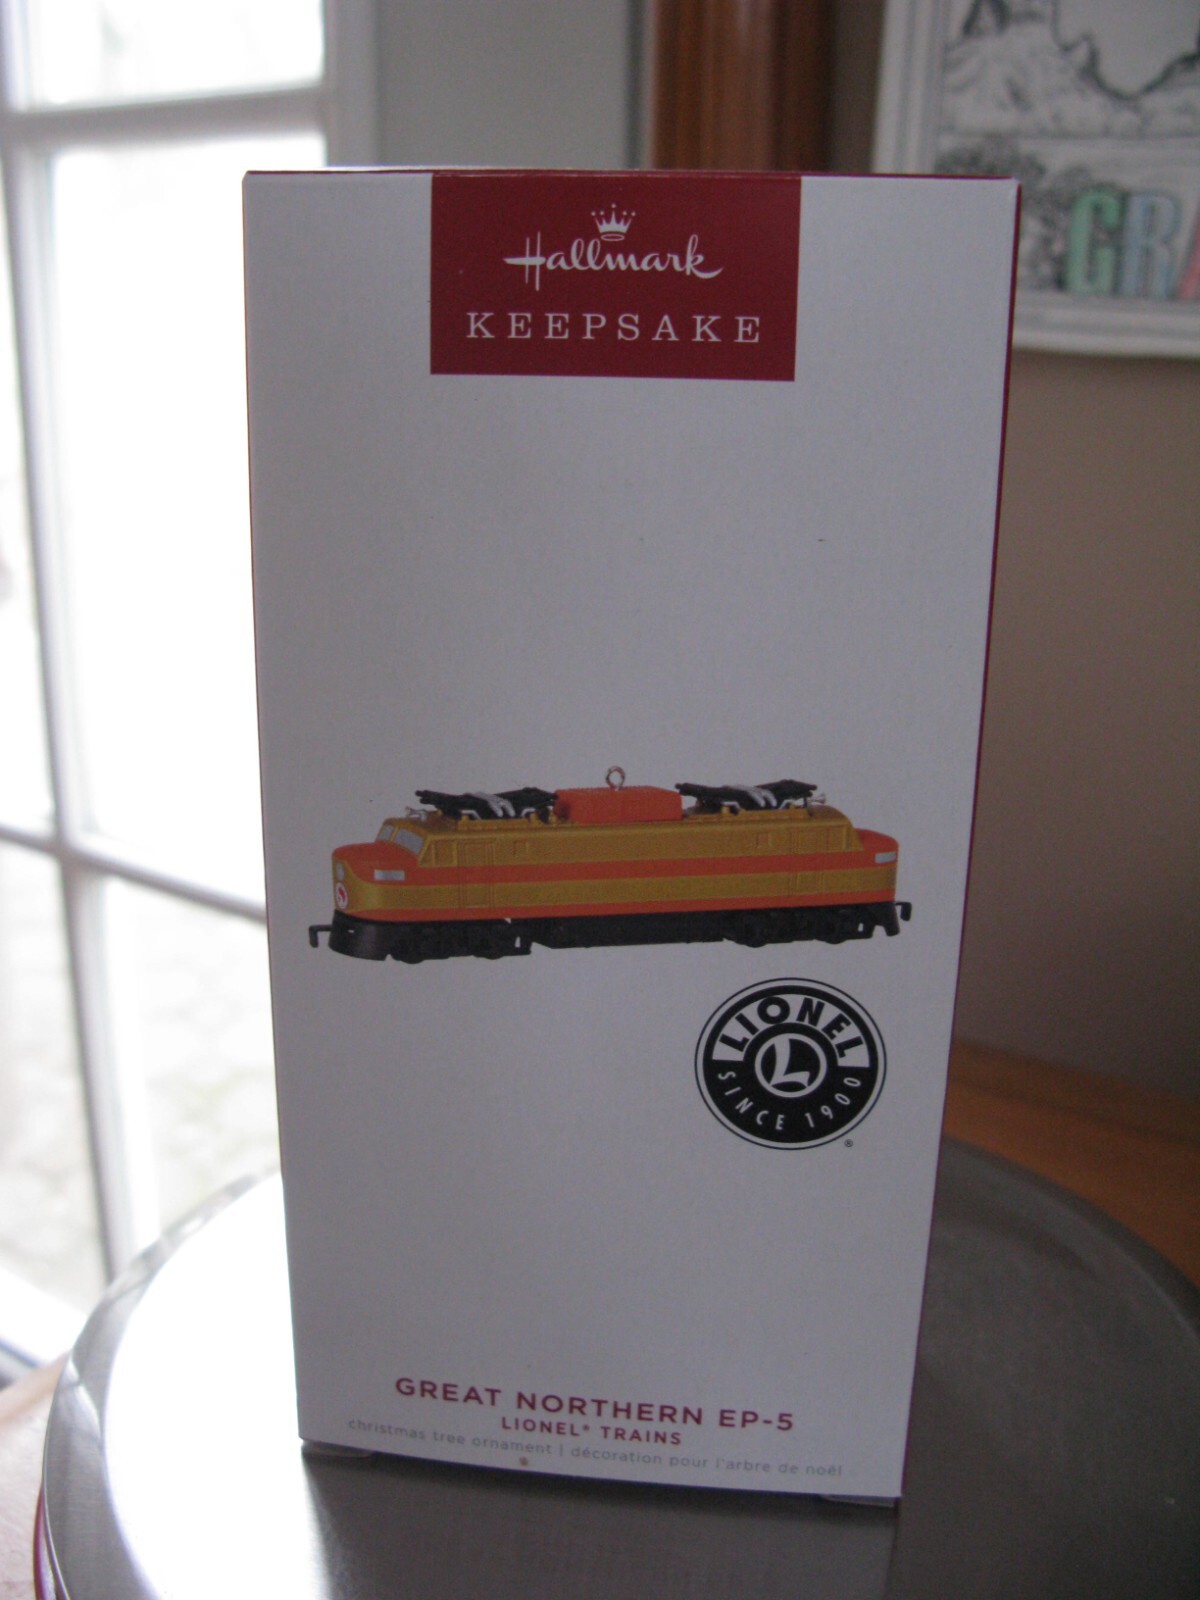 Hallmark
KEEPSAKE
GR
LIONEL
L
SINCE 1900
®
GREAT NORTHERN EP-5
LIONEL® TRAINS
christmas tree ornament | décoration pour l'arbre de noël